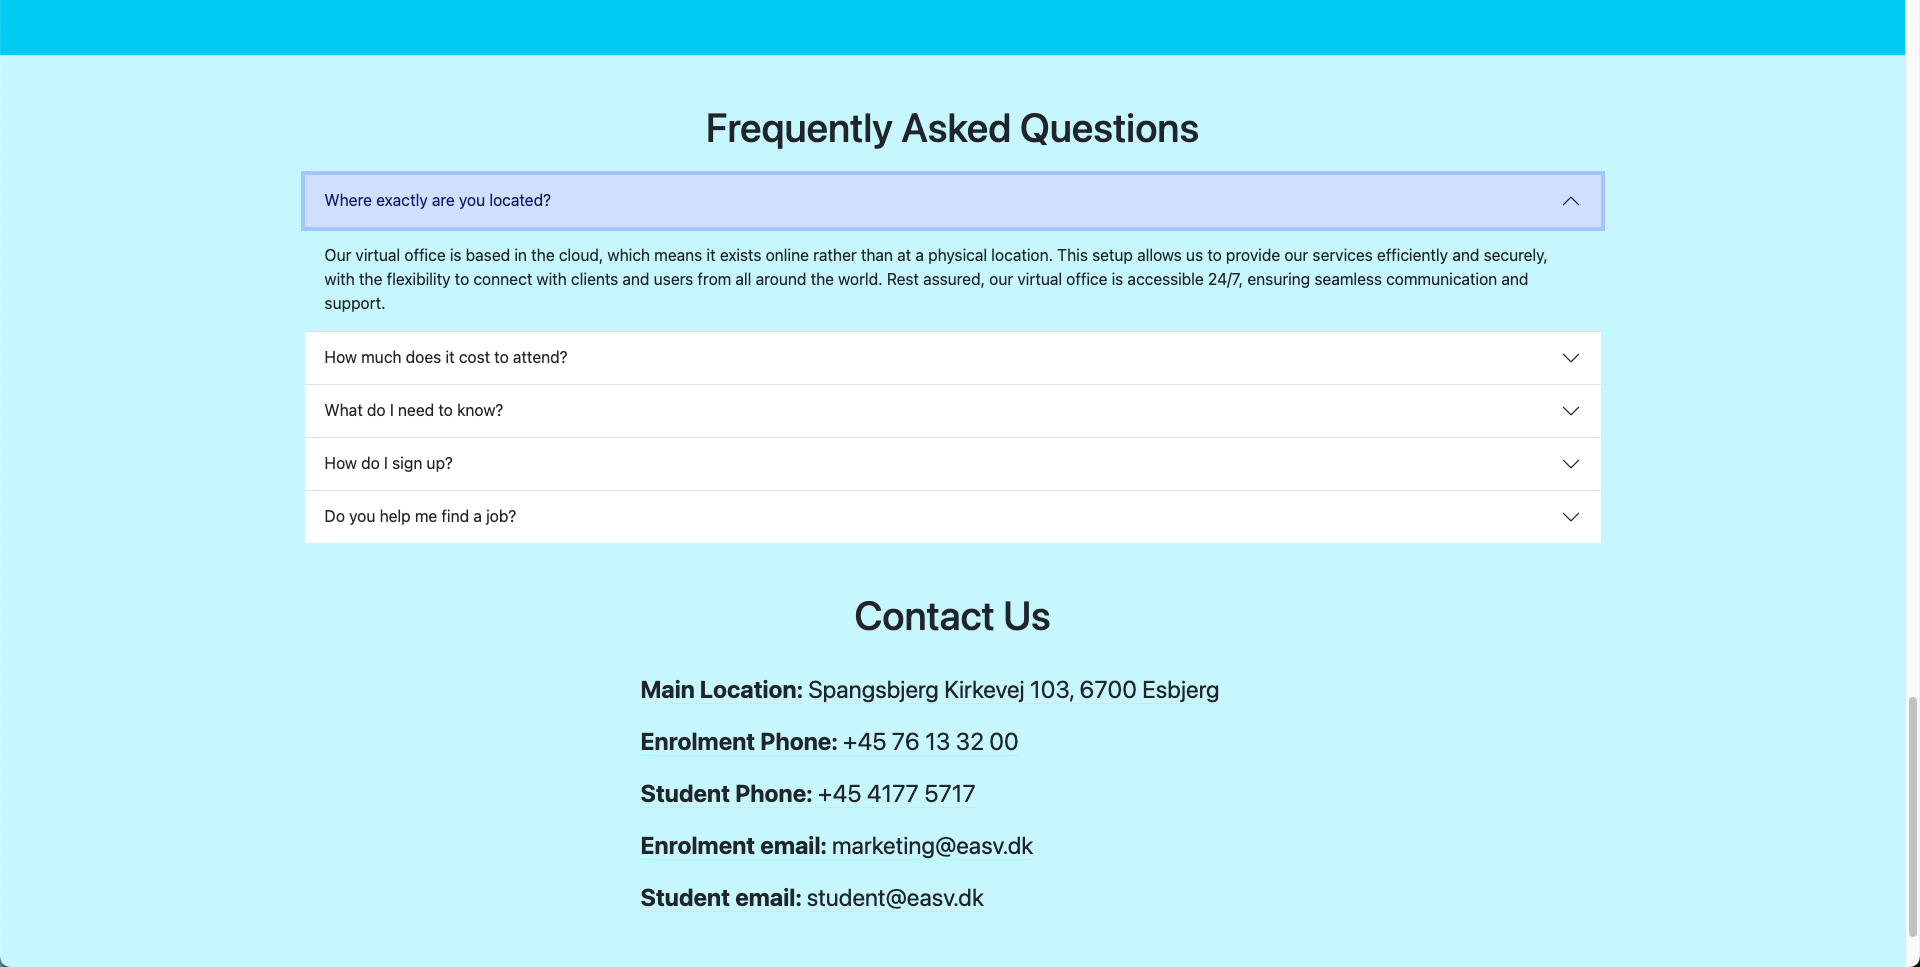 Frequently Asked Questions
Where exactly are you located?
Our virtual office is based in the cloud, which means it exists online rather than at a physical location. This setup allows us to provide our services efficiently and securely,
with the flexibility to connect with clients and users from all around the world. Rest assured, our virtual office is accessible 24/7, ensuring seamless communication and
support.
How much does it cost to attend?
What do I need to know?
How do I sign up?
Do you help me find a job?
Contact Us
Main Location: Spangsbjerg Kirkevej 103, 6700 Esbjerg
Enrolment Phone: +45 76 13 32 00
Student Phone: +45 4177 5717
Enrolment email: marketing@easv.dk
Student email: student@easv.dk